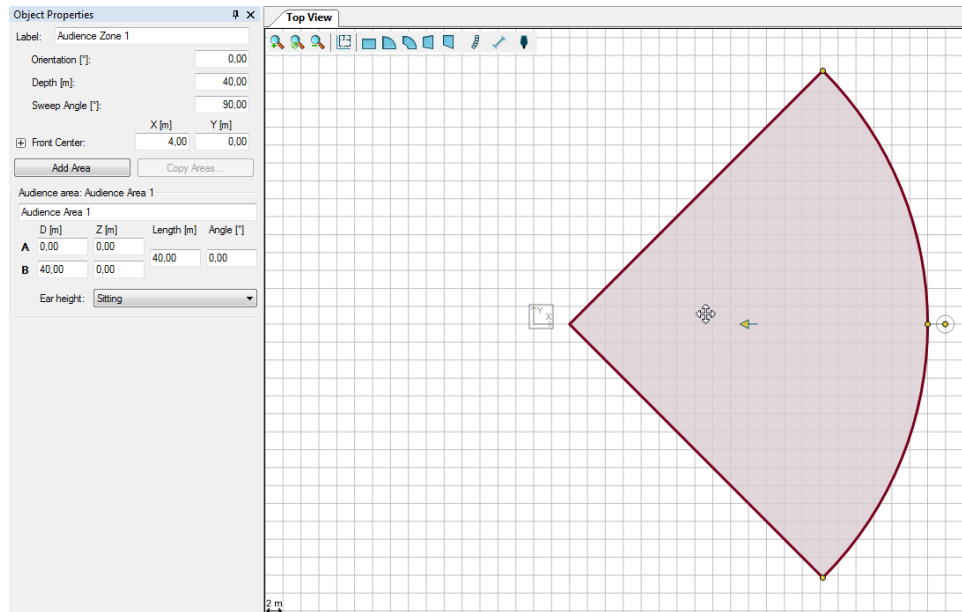 Object Properties
Top View
Label: Audience Zone 1
Orientation [°]: 0,00
Depth [m]: 40,00
Sweep Angle [°]: 90,00
X [m] Y [m]
Front Center: 4,00 0,00
Add Area Copy Areas...
Audience area: Audience Area 1
Audience Area 1
D [m] Z [m] Length [m] Angle [°]
A 0,00 0,00
40,00 0,00
B 40,00 0,00
Ear height: Sitting
Y
X
2 m